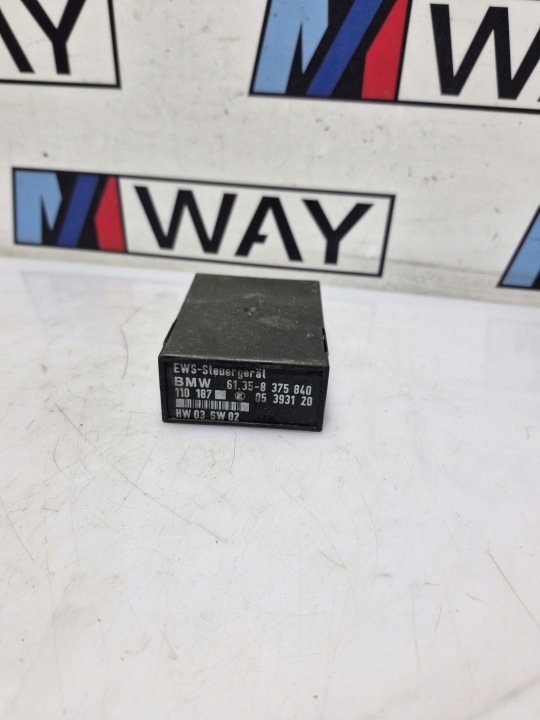 WAY
W
WAY
EWS-Steuergerät
BMW 61.35-8 375 840
110 187 05 3931 20
HW 03 SW 02